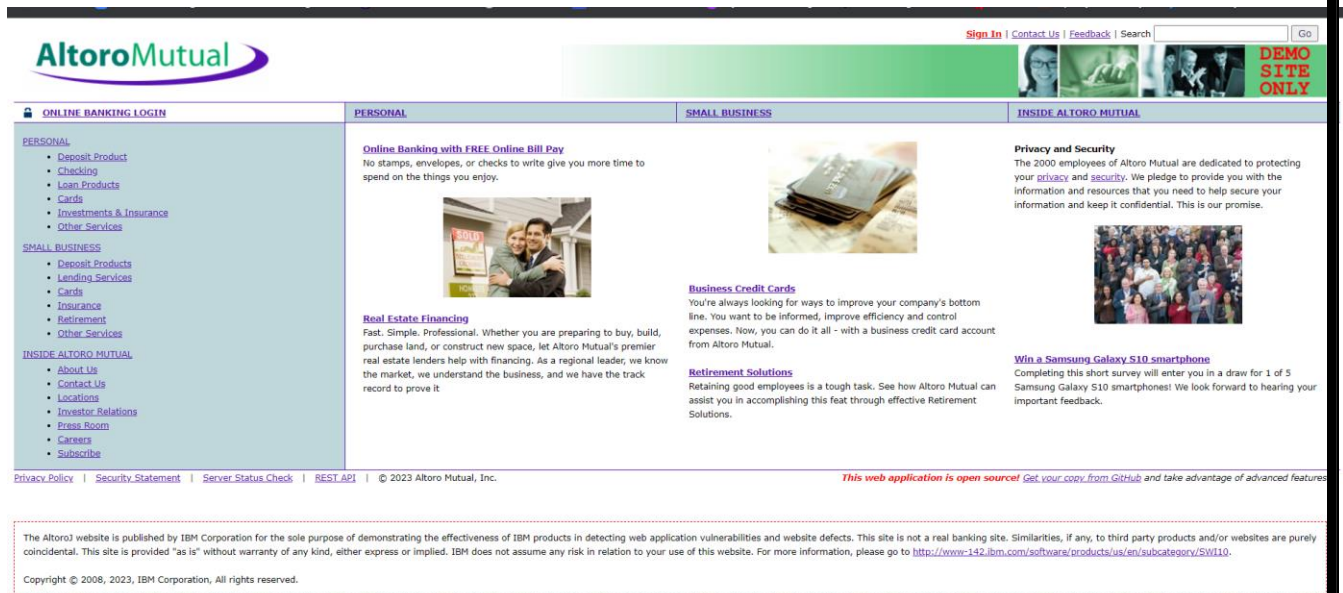 Sign In | Contact Us | Feedback | Search Go
AltoroMutual
DEMO
SITE
ONLY
ONLINE BANKING LOGIN
PERSONAL
SMALL BUSINESS
INSIDE ALTORO MUTUAL
PERSONAL
• Deposit Product
• Checking
• Loan Products
• Cards
• Investments & Insurance
• Other Services
SMALL BUSINESS
• Deposit Products
• Lending Services
• Cards
• Insurance
• Retirement
• Other Services
INSIDE ALTORO MUTUAL
• About Us
• Contact Us
• Locations
• Investor Relations
• Press Room
• Careers
• Subscribe
Online Banking with FREE Online Bill Pay
No stamps, envelopes, or checks to write give you more time to
spend on the things you enjoy.
SOLD
Real Estate Financing
Fast. Simple. Professional. Whether you are preparing to buy, build,
purchase land, or construct new space, let Altoro Mutual's premier
real estate lenders help with financing. As a regional leader, we know
the market, we understand the business, and we have the track
record to prove it
Business Credit Cards
You're always looking for ways to improve your company's bottom
line. You want to be informed, improve efficiency and control
expenses. Now, you can do it all - with a business credit card account
from Altoro Mutual.
Retirement Solutions
Retaining good employees is a tough task. See how Altoro Mutual can
assist you in accomplishing this feat through effective Retirement
Solutions.
Privacy and Security
The 2000 employees of Altoro Mutual are dedicated to protecting
your privacy and security. We pledge to provide you with the
information and resources that you need to help secure your
information and keep it confidential. This is our promise.
Win a Samsung Galaxy S10 smartphone
Completing this short survey will enter you in a draw for 1 of 5
Samsung Galaxy S10 smartphones! We look forward to hearing your
important feedback.
Privacy Policy | Security Statement | Server Status Check | REST API | © 2023 Altoro Mutual, Inc.
This web application is open source! Get your copy from GitHub and take advantage of advanced features
The AltoroJ website is published by IBM Corporation for the sole purpose of demonstrating the effectiveness of IBM products in detecting web application vulnerabilities and website defects. This site is not a real banking site. Similarities, if any, to third party products and/or websites are purely
coincidental. This site is provided "as is" without warranty of any kind, either express or implied. IBM does not assume any risk in relation to your use of this website. For more information, please go to http://www-142.ibm.com/software/products/us/en/subcategory/SWI10.
Copyright © 2008, 2023, IBM Corporation, All rights reserved.